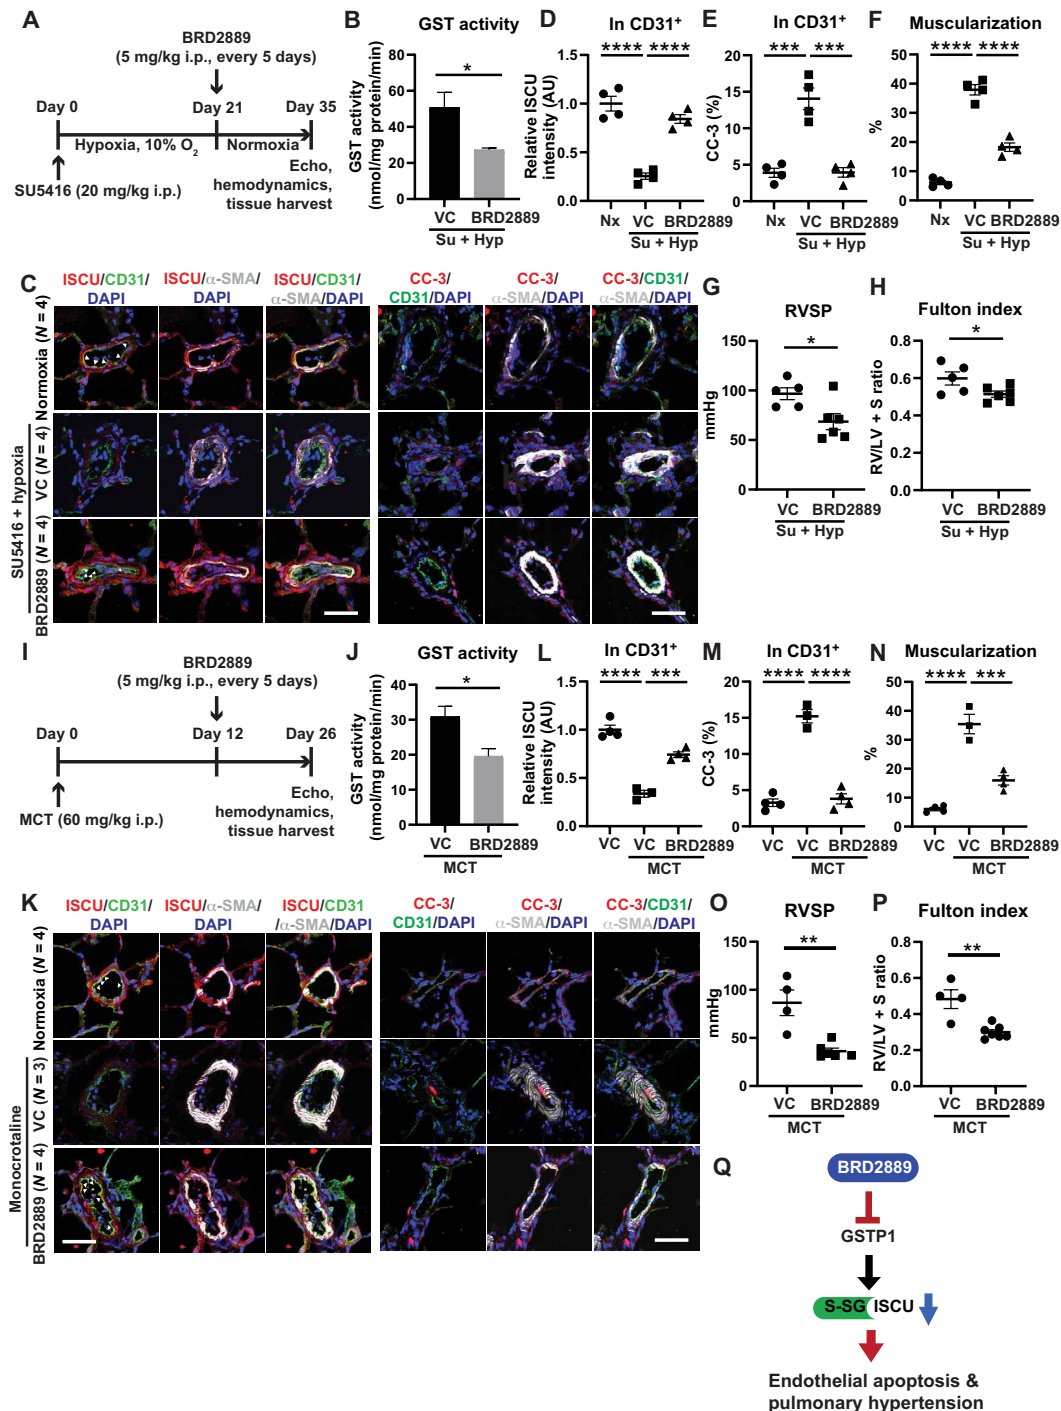 A
BRD2889
(5 mg/kg i.p., every 5 days)
Day 0
Day 21
Day 35
Hypoxia, 10% O2
Normoxia
SU5416 (20 mg/kg i.p.)
Echo,
hemodynamics,
tissue harvest
B
GST activity
GST activity
(nmol/mg protein/min)
80
60
40
20
0
*
VC BRD2889
Su + Hyp
D
In CD31+
Relative ISCU
intensity (AU)
1.5
1.0
0.5
0.0
**** ****
Nx VC BRD2889
Su + Hyp
E
In CD31+
CC-3 (%)
20
15
10
5
0
*** ***
Nx VC BRD2889
Su + Hyp
F
Muscularization
%
50
40
30
20
10
0
**** ****
Nx VC BRD2889
Su + Hyp
C
ISCU/CD31/
DAPI
ISCU/α-SMA/
DAPI
ISCU/CD31/
α-SMA/DAPI
CC-3/
CD31/DAPI
CC-3/
α-SMA/DAPI
CC-3/CD31/
α-SMA/DAPI
Normoxia (N = 4)
VC (N = 4)
BRD2889 (N = 4)
SU5416 + hypoxia
G
RVSP
mmHg
150
100
50
0
*
VC BRD2889
Su + Hyp
H
Fulton index
RV/LV + S ratio
0.8
0.6
0.4
0.2
0.0
*
VC BRD2889
Su + Hyp
I
BRD2889
(5 mg/kg i.p., every 5 days)
Day 0
Day 12
Day 26
MCT (60 mg/kg i.p.)
Echo,
hemodynamics,
tissue harvest
J
GST activity
GST activity
(nmol/mg protein/min)
40
30
20
10
0
*
VC BRD2889
MCT
L
In CD31+
Relative ISCU
intensity (AU)
1.5
1.0
0.5
0.0
**** ***
VC VC BRD2889
MCT
M
In CD31+
CC-3 (%)
20
15
10
5
0
**** ****
VC VC BRD2889
MCT
N
Muscularization
%
50
40
30
20
10
0
**** ***
VC VC BRD2889
MCT
K
ISCU/CD31/
DAPI
ISCU/α-SMA/
DAPI
ISCU/CD31
/α-SMA/DAPI
CC-3/
CD31/DAPI
CC-3/
α-SMA/DAPI
CC-3/CD31/
α-SMA/DAPI
Normoxia (N = 4)
VC (N = 3)
BRD2889 (N = 4)
Monocrotaline
O
RVSP
mmHg
150
100
50
0
**
VC BRD2889
MCT
P
Fulton index
RV/LV + S ratio
0.8
0.6
0.4
0.2
0.0
**
VC BRD2889
MCT
Q
BRD2889
GSTP1
S-SG ISCU
Endothelial apoptosis &
pulmonary hypertension